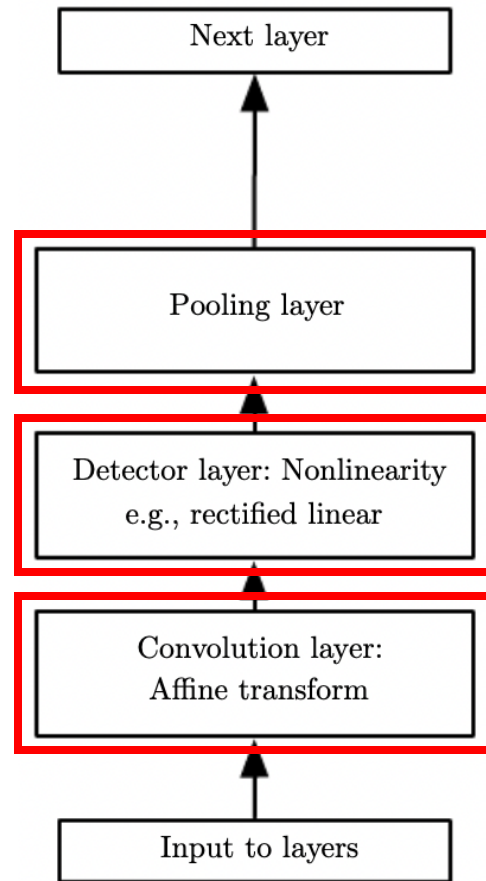 Next layer
Pooling layer
Detector layer: Nonlinearity
e.g., rectified linear
Convolution layer:
Affine transform
Input to layers